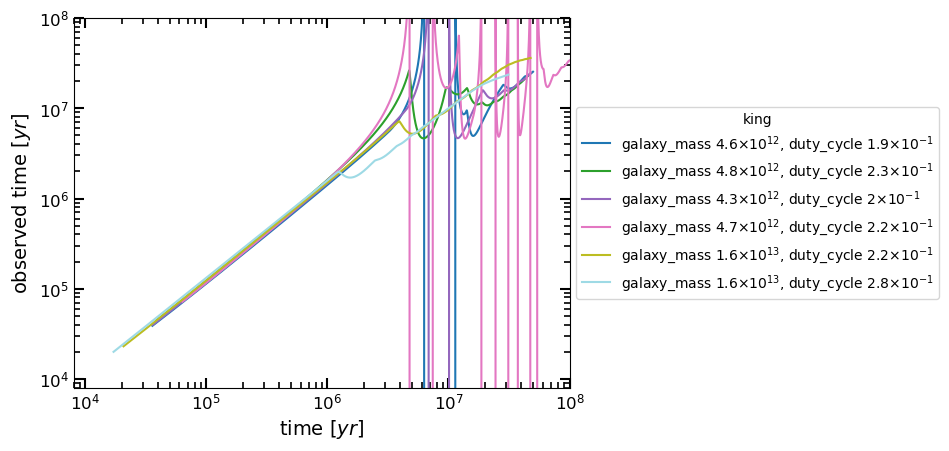 10^8
10^7
10^6
10^5
10^4
observed time [yr]
10^4 10^5 10^6 10^7 10^8
time [yr]
king
galaxy_mass 4.6×10^12, duty_cycle 1.9×10^−1
galaxy_mass 4.8×10^12, duty_cycle 2.3×10^−1
galaxy_mass 4.3×10^12, duty_cycle 2×10^−1
galaxy_mass 4.7×10^12, duty_cycle 2.2×10^−1
galaxy_mass 1.6×10^13, duty_cycle 2.2×10^−1
galaxy_mass 1.6×10^13, duty_cycle 2.8×10^−1